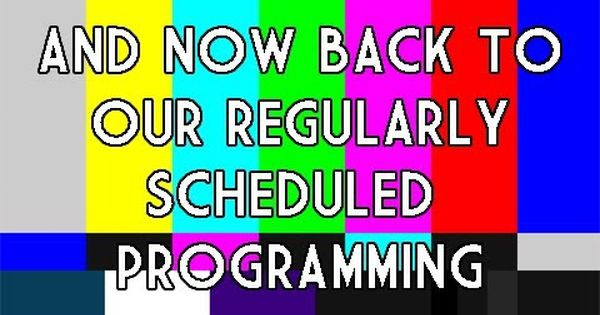 AND NOW BACK TO
OUR REGULARLY
SCHEDULED
PROGRAMMING